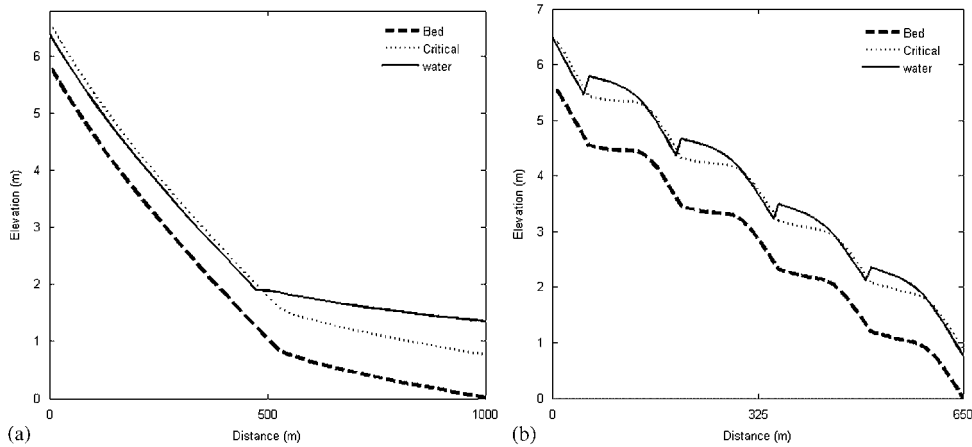 Bed
Critical
water
6
5
4
3
2
1
0
Elevation (m)
0
500
1000
Distance (m)
(a)
Bed
Critical
water
7
6
5
4
3
2
1
0
Elevation (m)
0
325
650
Distance (m)
(b)